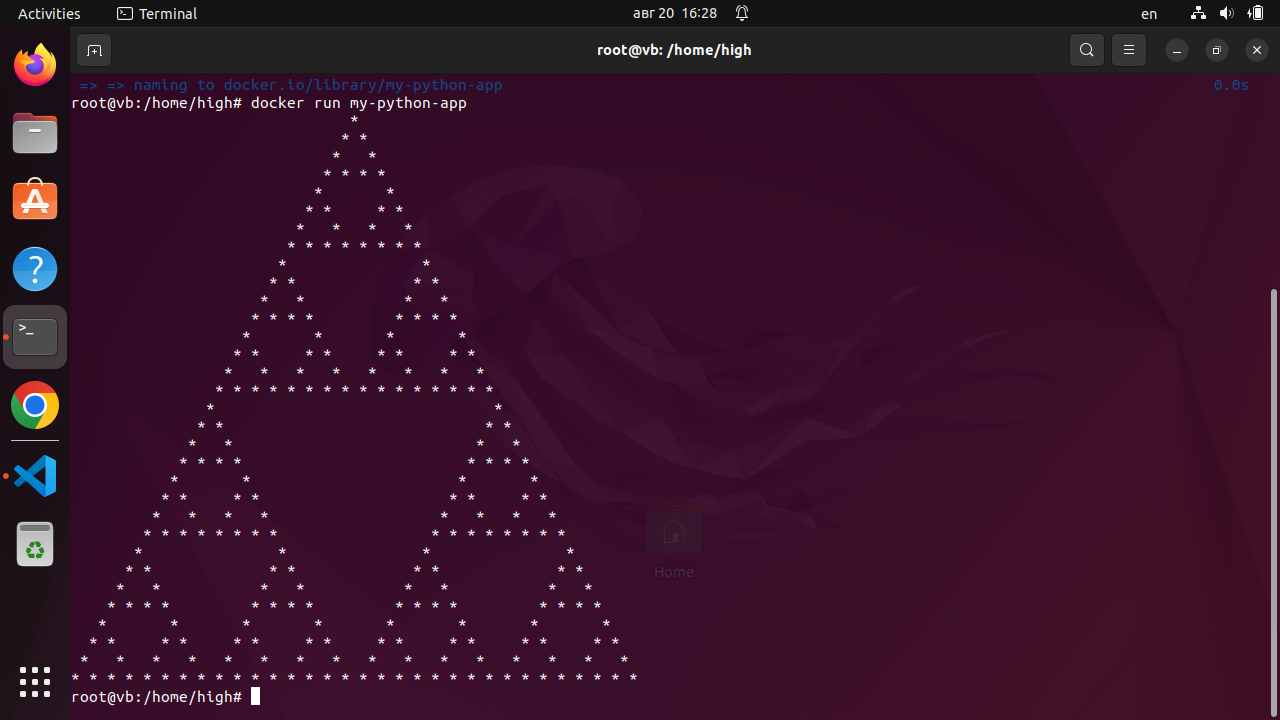 Activities
Terminal
авг 20 16:28
en
root@vb: /home/high
=> => naming to docker.io/library/my-python-app 0.0s
root@vb:/home/high# docker run my-python-app
                               *
                              * *
                             *   *
                            * * * *
                           *       *
                          * *     * *
                         *   *   *   *
                        * * * * * * * *
                       *               *
                      * *             * *
                     *   *           *   *
                    * * * *         * * * *
                   *       *       *       *
                  * *     * *     * *     * *
                 *   *   *   *   *   *   *   *
                * * * * * * * * * * * * * * * *
               *                               *
              * *                             * *
             *   *                           *   *
            * * * *                         * * * *
           *       *                       *       *
          * *     * *                     * *     * *
         *   *   *   *                   *   *   *   *
        * * * * * * * *                 * * * * * * * *
       *               *               *               *
      * *             * *             * *             * *
     *   *           *   *           *   *           *   *
    * * * *         * * * *         * * * *         * * * *
   *       *       *       *       *       *       *       *
  * *     * *     * *     * *     * *     * *     * *     * *
 *   *   *   *   *   *   *   *   *   *   *   *   *   *   *   *
* * * * * * * * * * * * * * * * * * * * * * * * * * * * * * * *
Home
root@vb:/home/high#